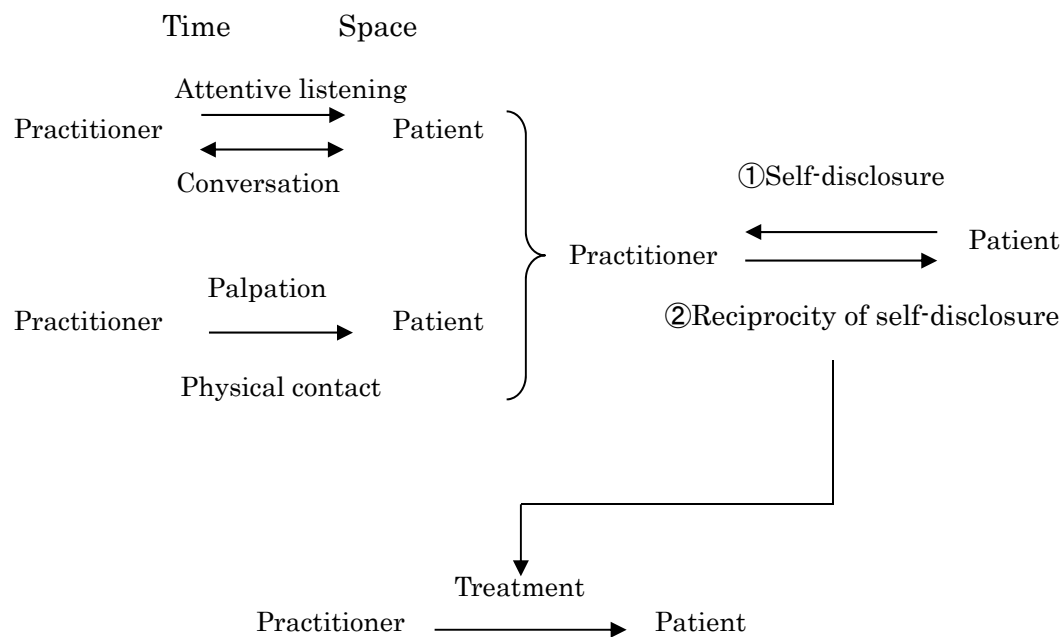 Time Space
Attentive listening
Practitioner Patient
Conversation
①Self-disclosure
Practitioner Patient
Palpation
Practitioner Patient
②Reciprocity of self-disclosure
Physical contact
Treatment
Practitioner Patient